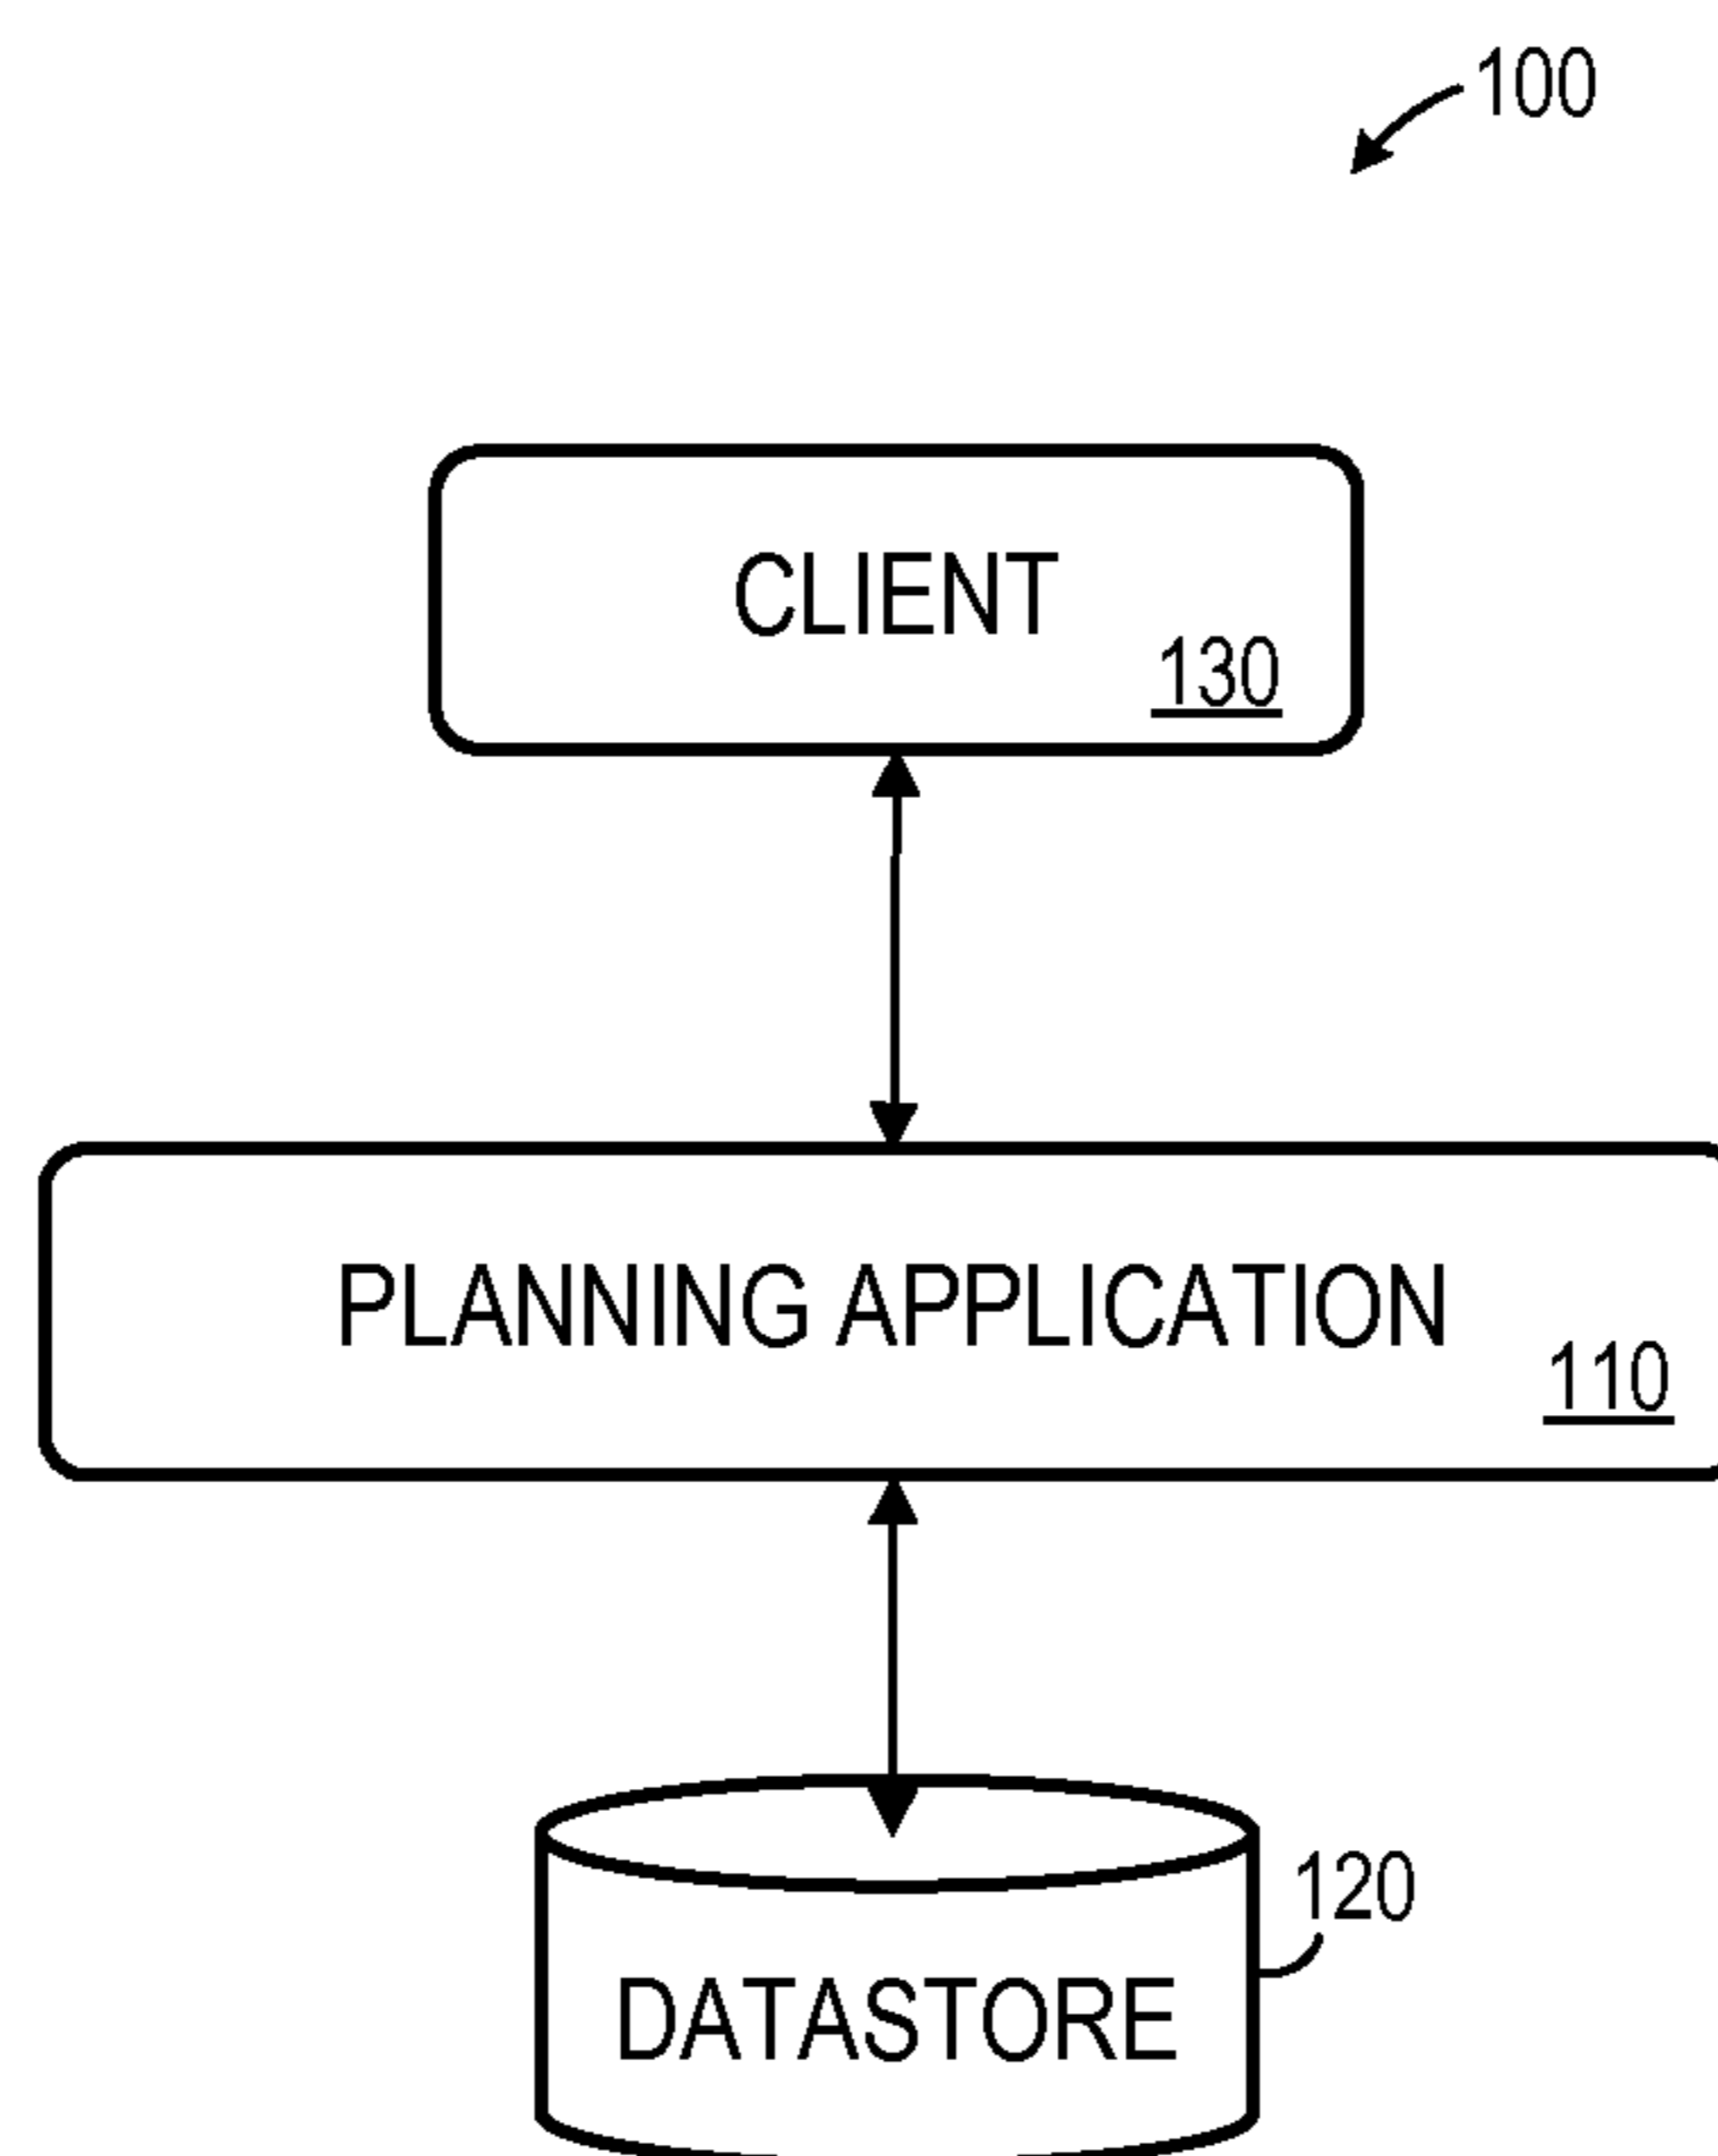 100
CLIENT
130
PLANNING APPLICATION
110
120
DATASTORE